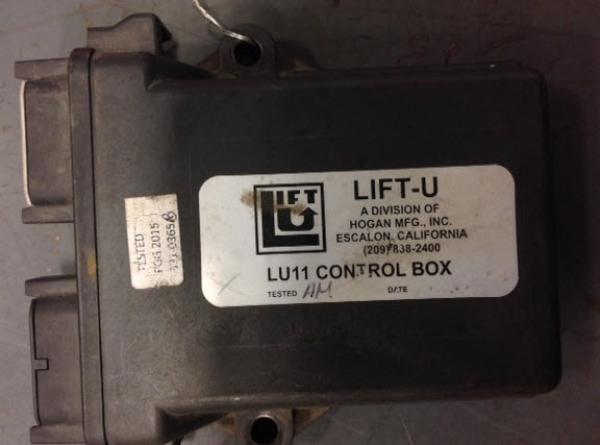 LIFT
U
LIFT-U
A DIVISION OF
HOGAN MFG., INC.
ESCALON, CALIFORNIA
(209) 838-2400
LU11 CONTROL BOX
TESTED AM DATE
TESTED
2015